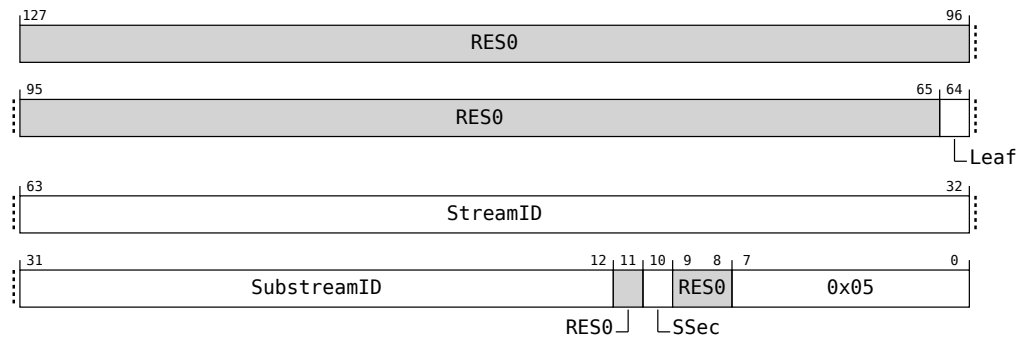 127 96
RES0
95 65 64
RES0
Leaf
63 32
StreamID
31 12 11 10 9 8 7 0
SubstreamID RES0 0x05
RES0 SSec